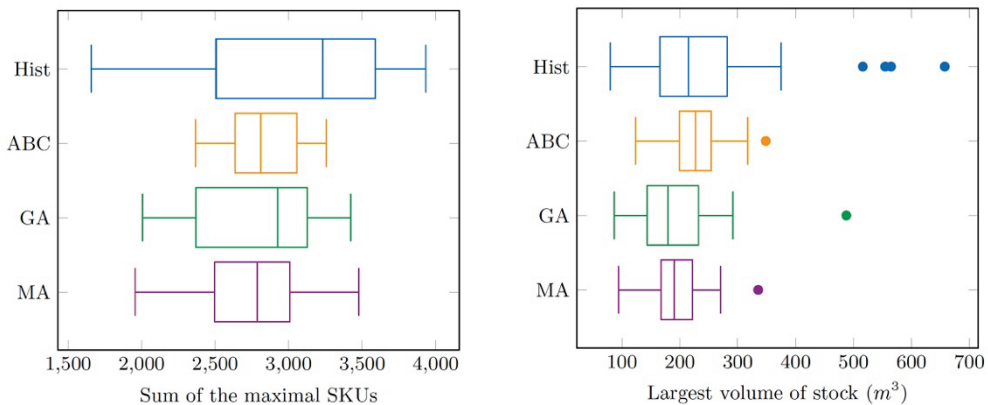 Hist
ABC
GA
MA
1,500 2,000 2,500 3,000 3,500 4,000
Sum of the maximal SKUs
Hist
ABC
GA
MA
100 200 300 400 500 600 700
Largest volume of stock (m³)